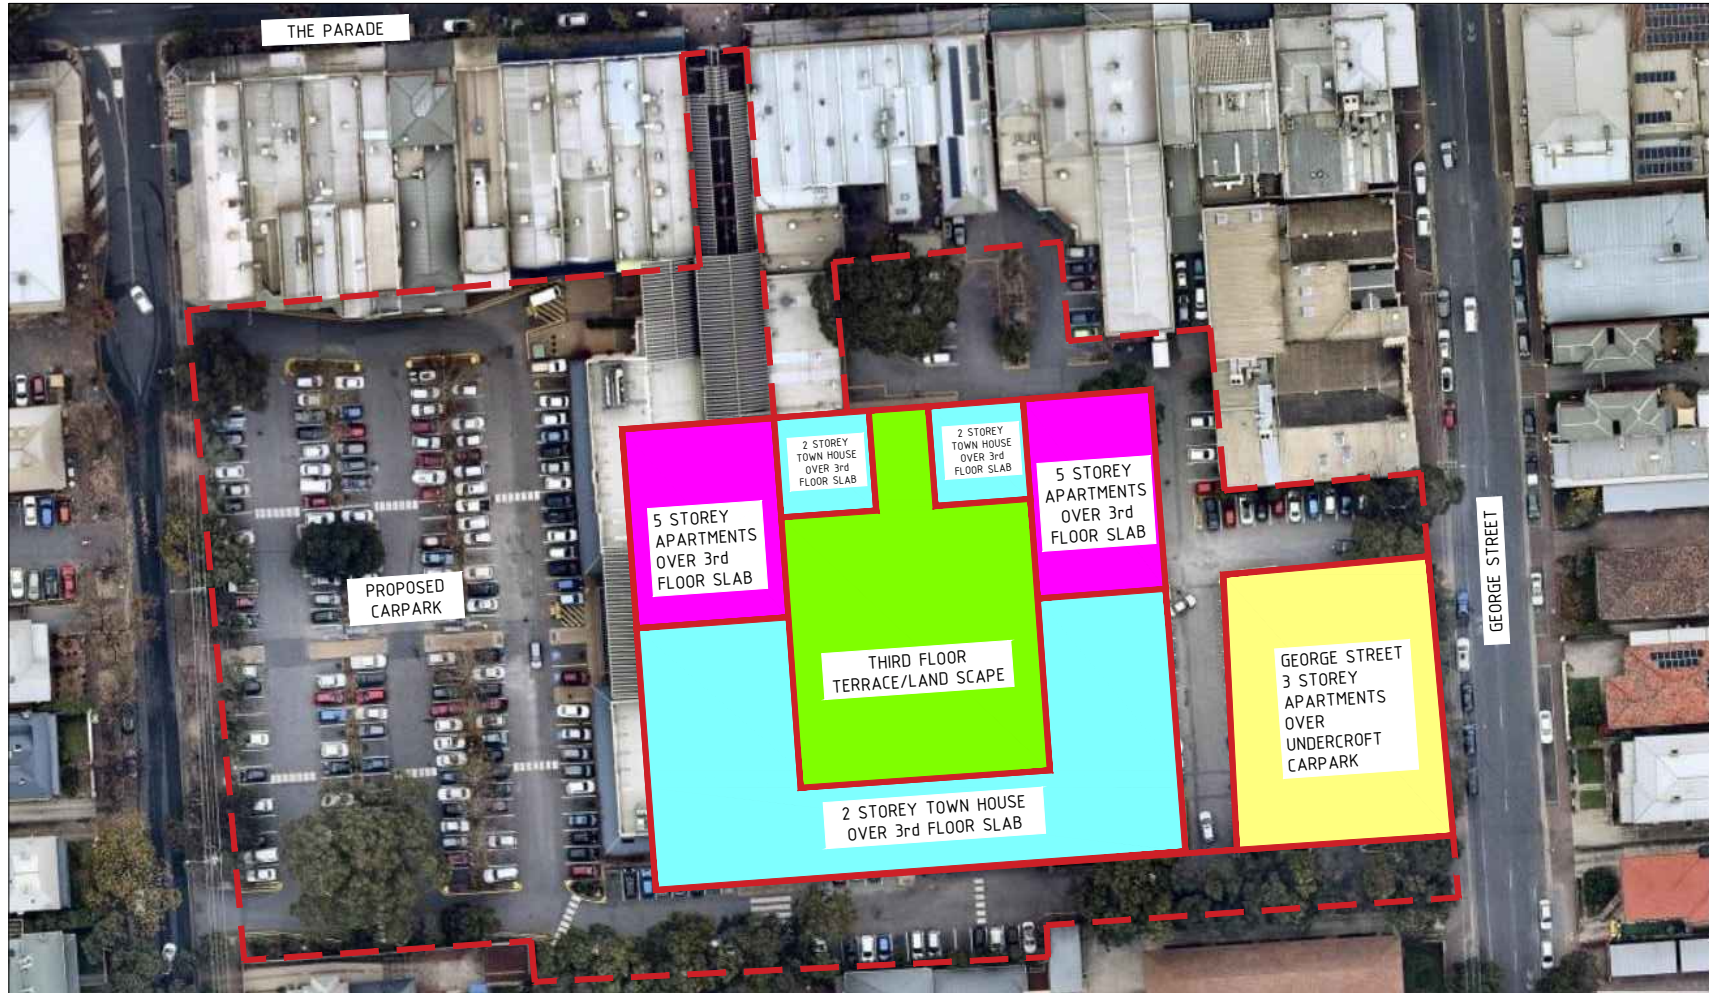 THE PARADE
2 STOREY
TOWN HOUSE
OVER 3rd
FLOOR SLAB
2 STOREY
TOWN HOUSE
OVER 3rd
FLOOR SLAB
5 STOREY
APARTMENTS
OVER 3rd
FLOOR SLAB
5 STOREY
APARTMENTS
OVER 3rd
FLOOR SLAB
GEORGE STREET
PROPOSED
CARPARK
THIRD FLOOR
TERRACE/LAND SCAPE
GEORGE STREET
3 STOREY
APARTMENTS
OVER
UNDERCROFT
CARPARK
2 STOREY TOWN HOUSE
OVER 3rd FLOOR SLAB